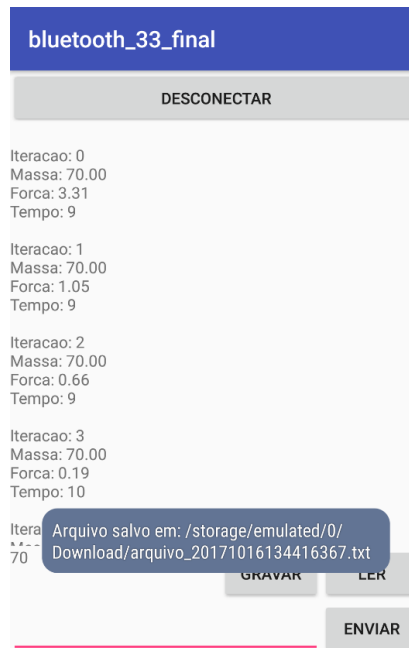 bluetooth_33_final
DESCONECTAR
Iteracao: 0
Massa: 70.00
Forca: 3.31
Tempo: 9
Iteracao: 1
Massa: 70.00
Forca: 1.05
Tempo: 9
Iteracao: 2
Massa: 70.00
Forca: 0.66
Tempo: 9
Iteracao: 3
Massa: 70.00
Forca: 0.19
Tempo: 10
Itera
Arquivo salvo em: /storage/emulated/0/
Download/arquivo_20171016134416367.txt
70
GRAVAR
LER
ENVIAR